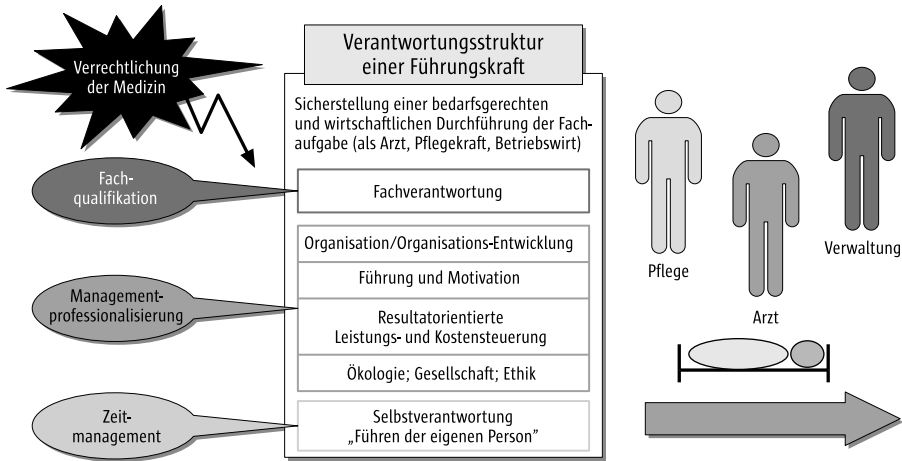 Verrechtlichung
der Medizin
Verantwortungsstruktur
einer Führungskraft
Sicherstellung einer bedarfsgerechten
und wirtschaftlichen Durchführung der Fach-
aufgabe (als Arzt, Pflegekraft, Betriebswirt)
Fach-
qualifikation
Fachverantwortung
Organisation/Organisations-Entwicklung
Führung und Motivation
Management-
professionalisierung
Resultatorientierte
Leistungs- und Kostensteuerung
Ökologie; Gesellschaft; Ethik
Zeit-
management
Selbstverantwortung
„Führen der eigenen Person”
Pflege
Arzt
Verwaltung